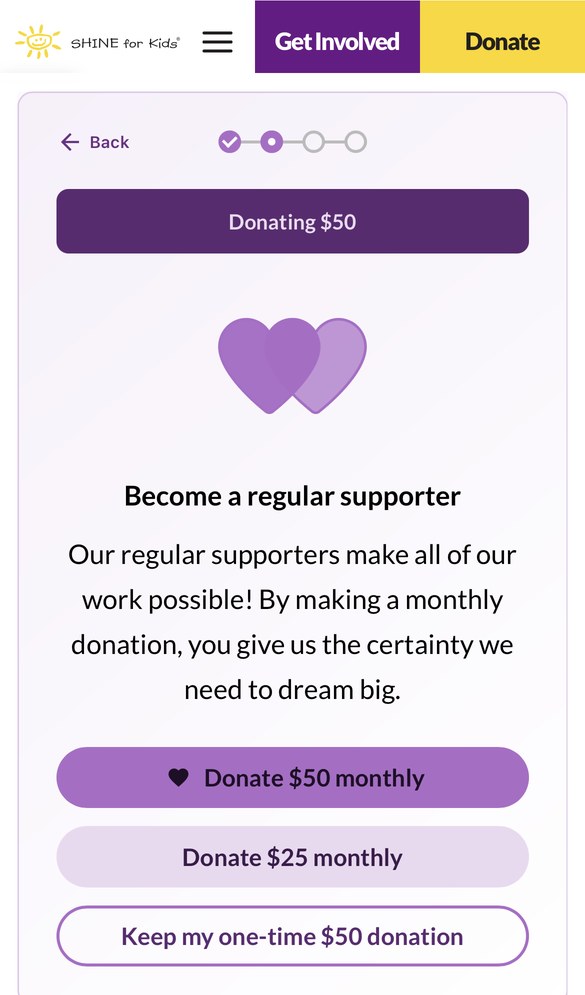 SHINE for Kids®
Get Involved
Donate
Back
Donating $50
Become a regular supporter
Our regular supporters make all of our
work possible! By making a monthly
donation, you give us the certainty we
need to dream big.
Donate $50 monthly
Donate $25 monthly
Keep my one-time $50 donation